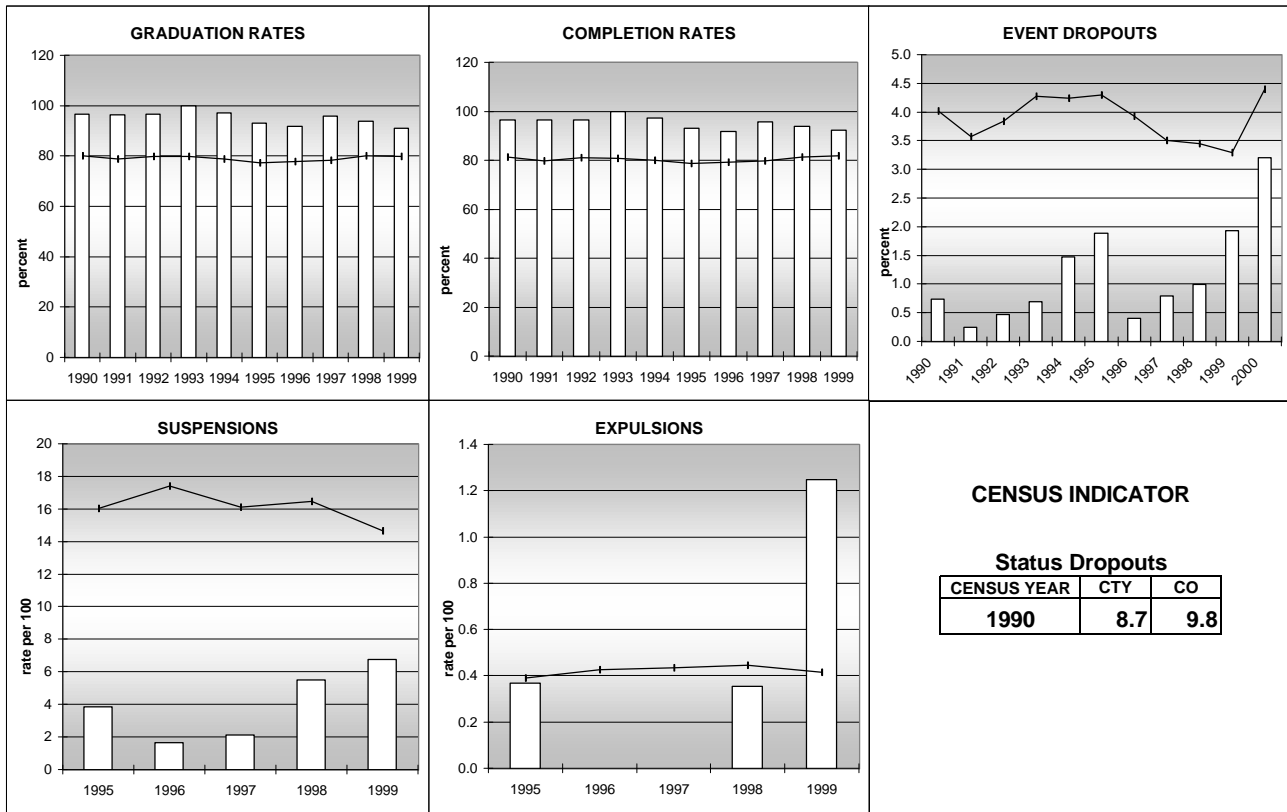 GRADUATION RATES
120
100
80
60
40
20
0
percent
1990 1991 1992 1993 1994 1995 1996 1997 1998 1999
COMPLETION RATES
120
100
80
60
40
20
0
percent
1990 1991 1992 1993 1994 1995 1996 1997 1998 1999
EVENT DROPOUTS
5.0
4.5
4.0
3.5
3.0
2.5
2.0
1.5
1.0
0.5
0.0
percent
1990 1991 1992 1993 1994 1995 1996 1997 1998 1999 2000
SUSPENSIONS
20
18
16
14
12
10
8
6
4
2
0
rate per 100
1995 1996 1997 1998 1999
EXPULSIONS
1.4
1.2
1.0
0.8
0.6
0.4
0.2
0.0
rate per 100
1995 1996 1997 1998 1999
CENSUS INDICATOR
Status Dropouts
CENSUS YEAR CTY CO
1990 8.7 9.8